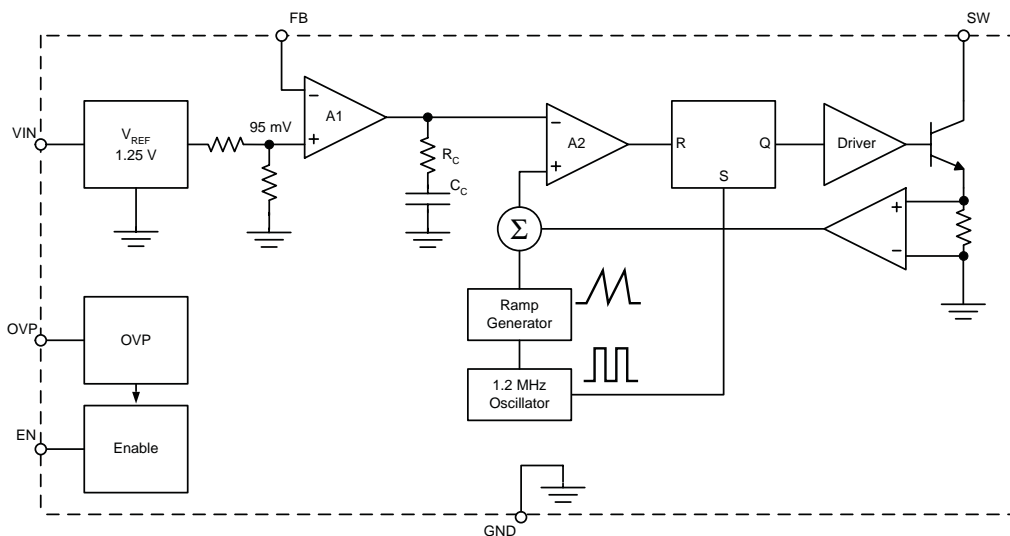 FB
SW
VIN
V_REF
1.25 V
95 mV
−
+
A1
R_C
C_C
−
+
A2
R
Q
S
Driver
+
−
Σ
Ramp
Generator
1.2 MHz
Oscillator
OVP
OVP
EN
Enable
GND